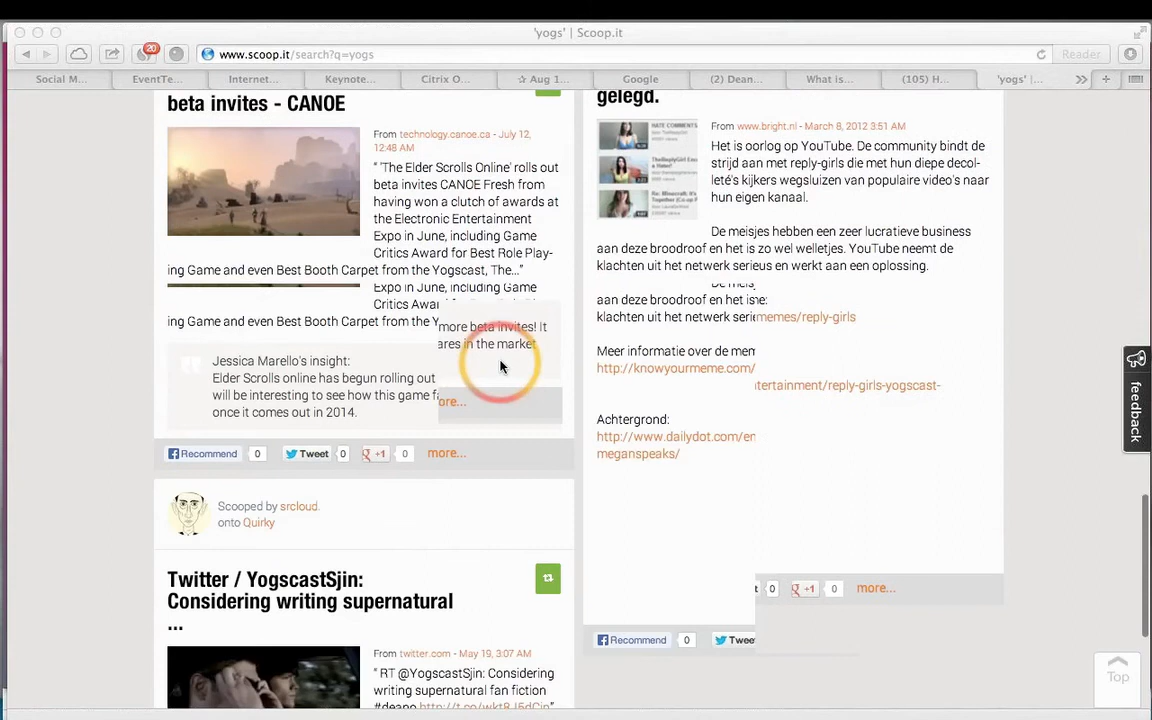 'yogs' | Scoop.it
20
www.scoop.it/search?q=yogs
Reader
Social M...
EventTe...
Internet...
Keynote...
Citrix O...
☆ Aug 1...
Google
(2) Dean...
What is...
(105) H...
'yogs' |...
beta invites - CANOE
From technology.canoe.ca - July 12,
12:48 AM
“ 'The Elder Scrolls Online' rolls out
beta invites CANOE Fresh from
having won a clutch of awards at
the Electronic Entertainment
Expo in June, including Game
Critics Award for Best Role Play-
ing Game and even Best Booth Carpet from the Yogscast, The...”
Expo in June, including Game
Critics Awar
ing Game and even Best Booth Carpet from the Y
more beta invites! It
ares in the market
Jessica Marello's insight:
Elder Scrolls online has begun rolling out
will be interesting to see how this game f
once it comes out in 2014.
ore...
Recommend 0 Tweet 0 +1 0 more...
Scooped by srcloud.
onto Quirky
Twitter / YogscastSjin:
Considering writing supernatural
...
From twitter.com - May 19, 3:07 AM
“ RT @YogscastSjin: Considering
writing supernatural fan fiction
#deano
gelegd.
HATE COMMENTS
From www.bright.nl - March 8, 2012 3:51 AM
Het is oorlog op YouTube. De community bindt de
strijd aan met reply-girls die met hun diepe decol-
leté's kijkers wegsluizen van populaire video's naar
hun eigen kanaal.
De meisjes hebben een zeer lucratieve business
aan deze broodroof en het is zo wel welletjes. YouTube neemt de
klachten uit het netwerk serieus en werkt aan een oplossing.
De meis
aan deze broodroof en het is
e:
klachten uit het netwerk seri
memes/reply-girls
Meer informatie over de mem
http://knowyourmeme.com/
tertainment/reply-girls-yogscast-
Achtergrond:
http://www.dailydot.com/en
meganspeaks/
0 +1 0 more...
Recommend 0 Twee
feedback
Top